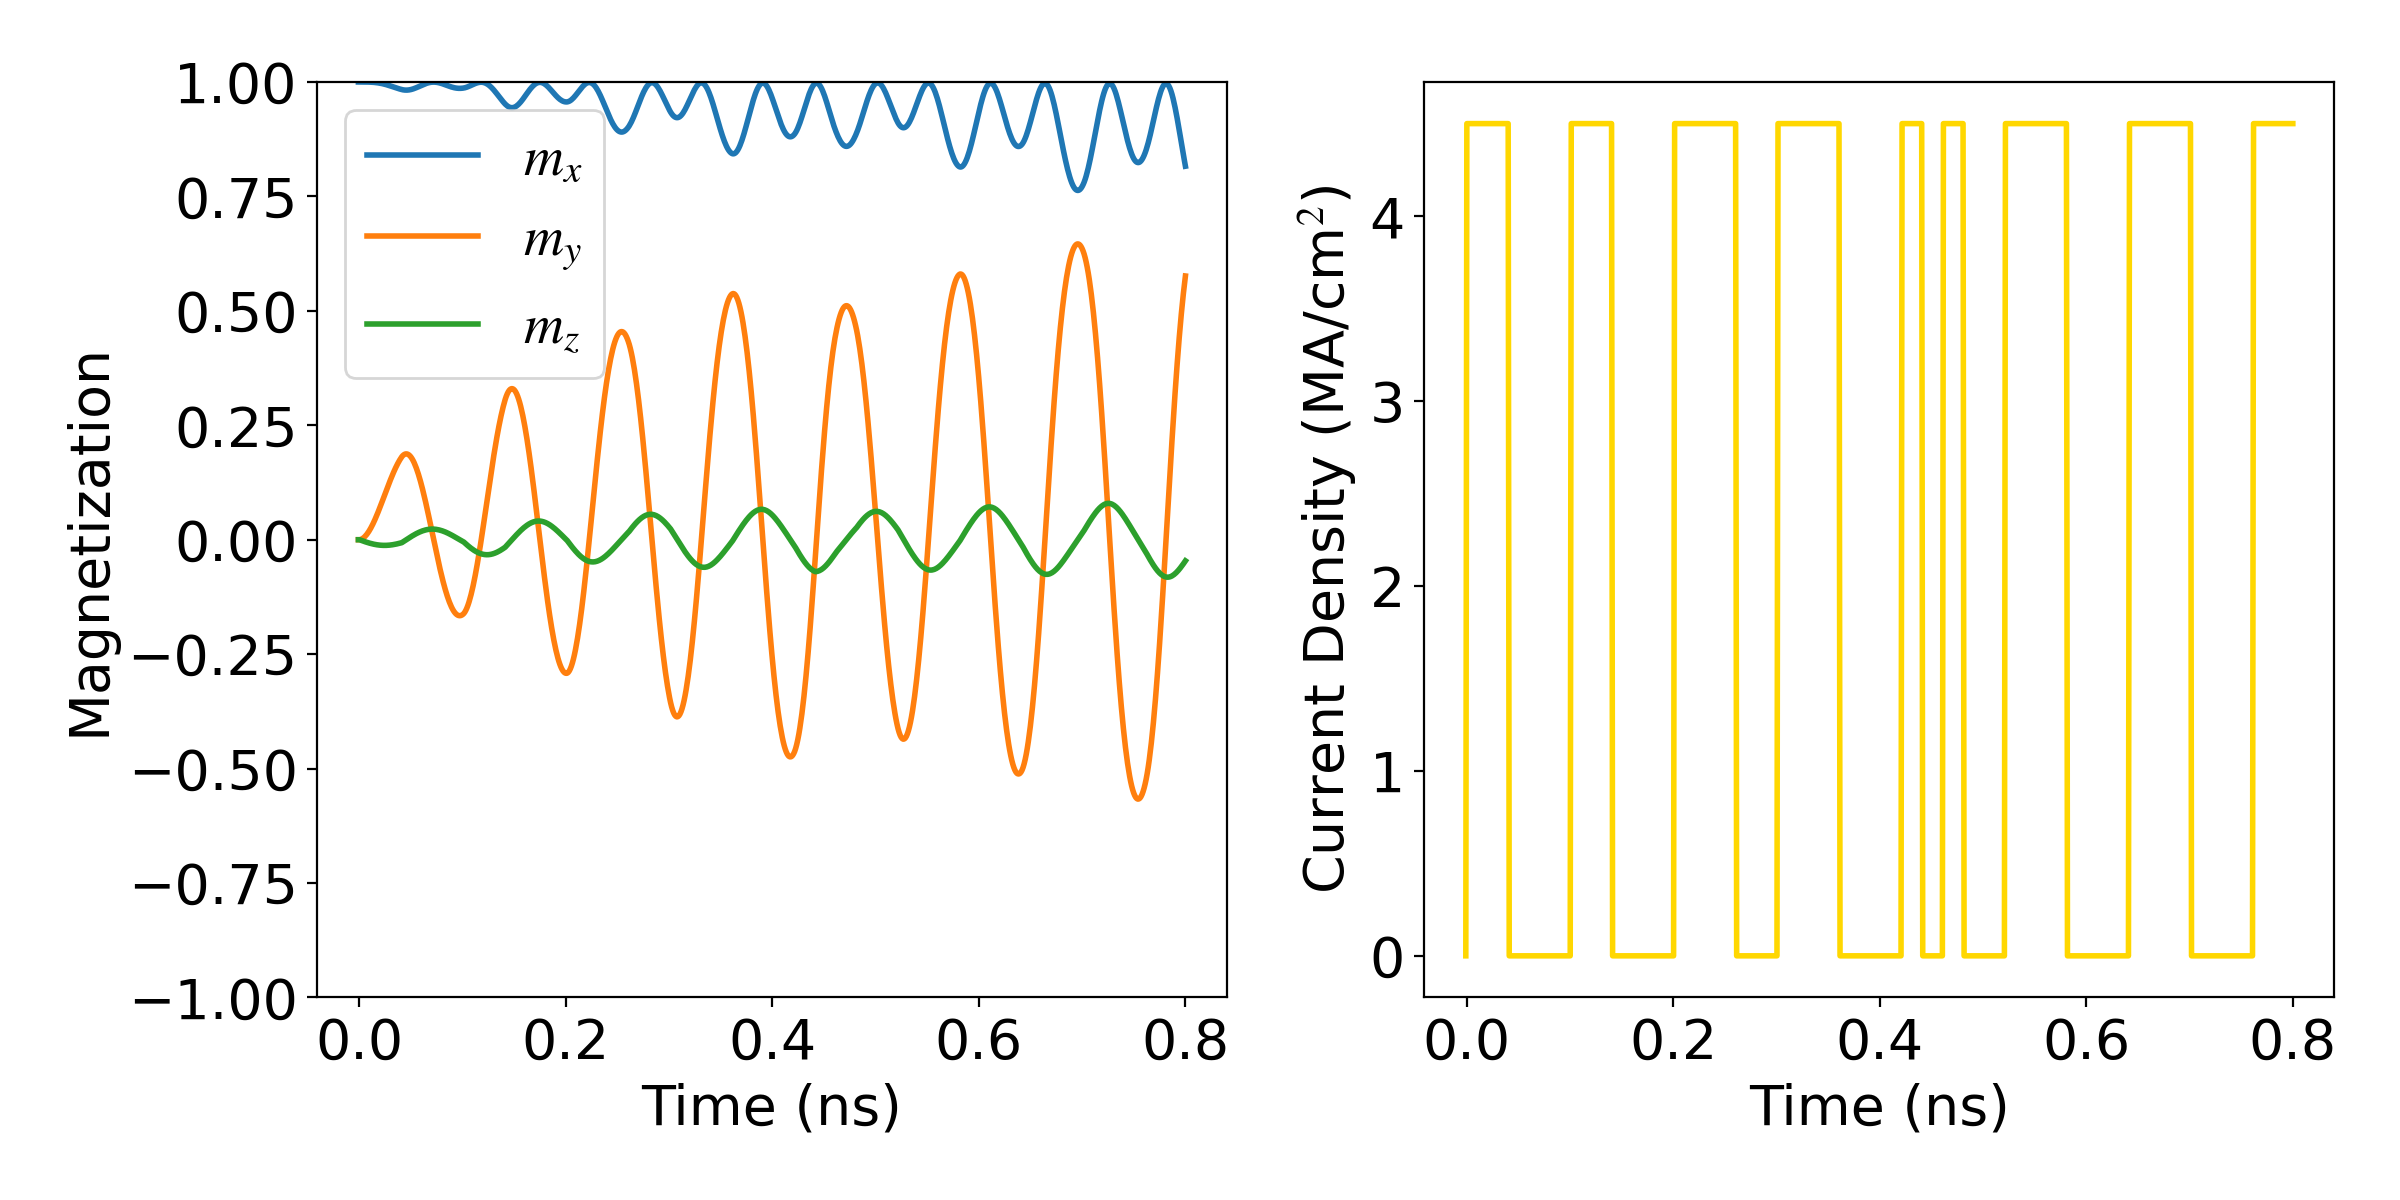 1.00
0.75
0.50
0.25
0.00
−0.25
−0.50
−0.75
−1.00
Magnetization
m_x
m_y
m_z
0.0 0.2 0.4 0.6 0.8
Time (ns)
4
3
2
1
0
Current Density (MA/cm²)
0.0 0.2 0.4 0.6 0.8
Time (ns)